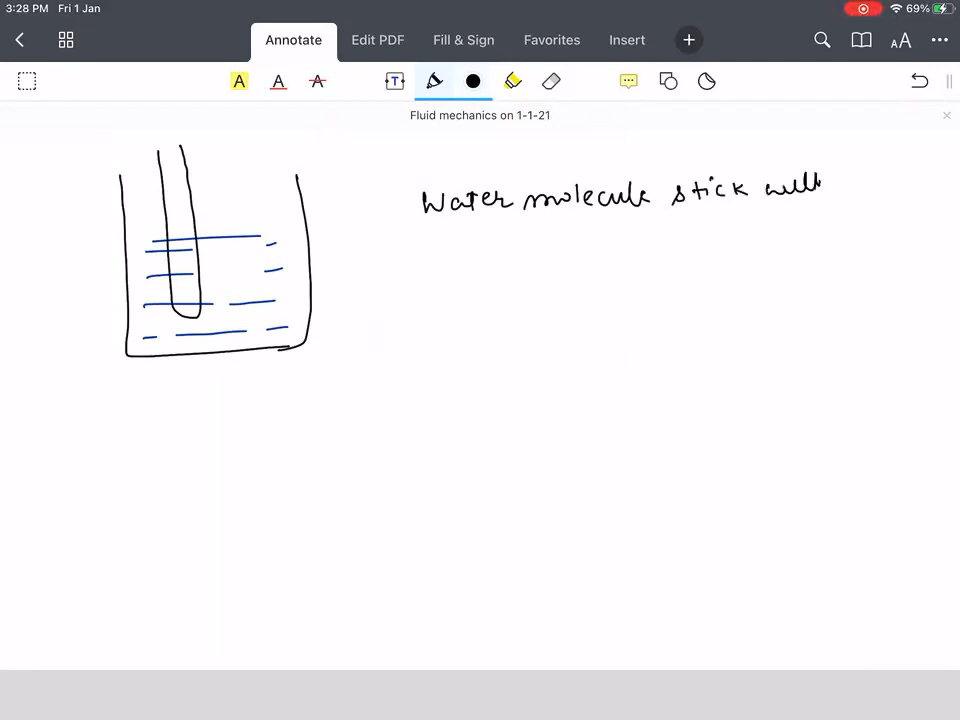 3:28 PM Fri 1 Jan 69%
Annotate Edit PDF Fill & Sign Favorites Insert AA
A A A T
Fluid mechanics on 1-1-21
Water molecule stick